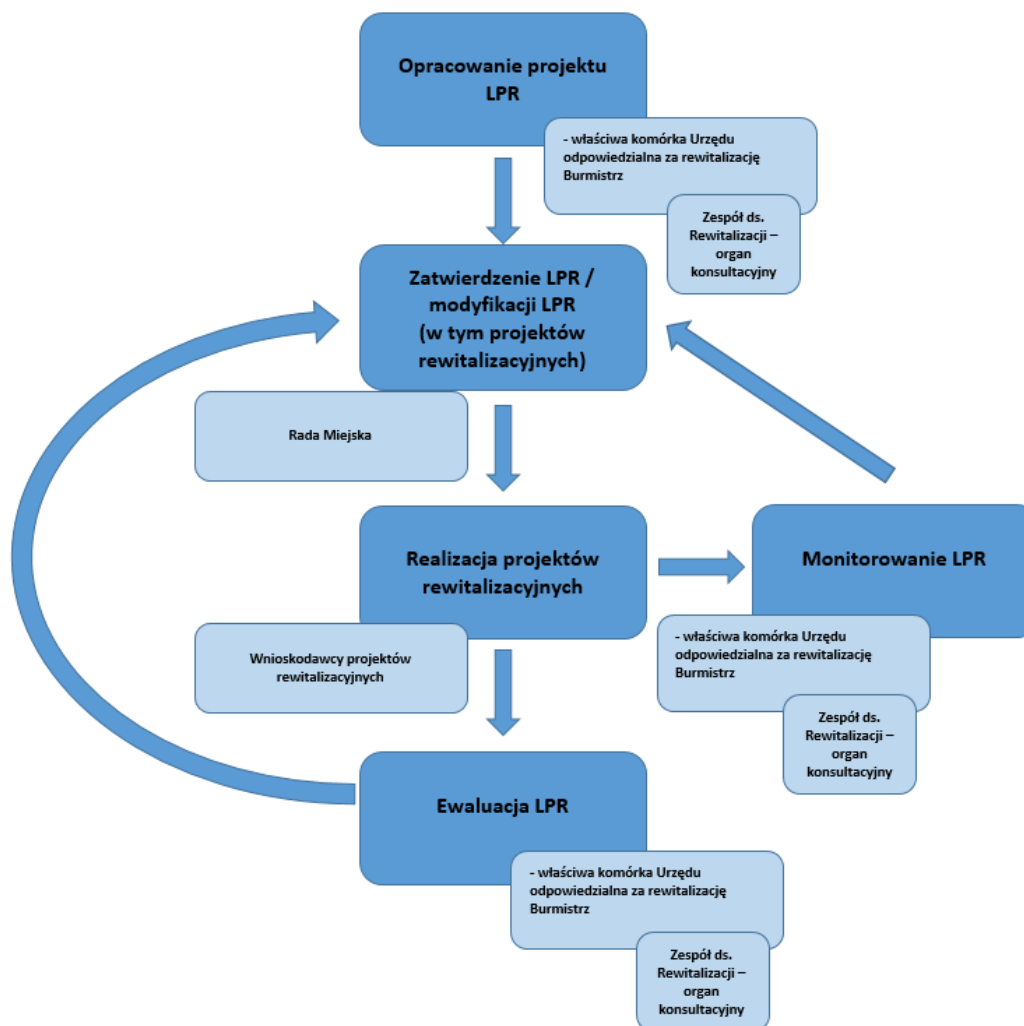 Opracowanie projektu
LPR
- właściwa komórka Urzędu
odpowiedzialna za rewitalizację
Burmistrz
Zespół ds.
Rewitalizacji –
organ
konsultacyjny
Zatwierdzenie LPR /
modyfikacji LPR
(w tym projektów
rewitalizacyjnych)
Rada Miejska
Realizacja projektów
rewitalizacyjnych
Wnioskodawcy projektów
rewitalizacyjnych
Monitorowanie LPR
- właściwa komórka Urzędu
odpowiedzialna za rewitalizację
Burmistrz
Zespół ds.
Rewitalizacji –
organ
konsultacyjny
Ewaluacja LPR
- właściwa komórka Urzędu
odpowiedzialna za rewitalizację
Burmistrz
Zespół ds.
Rewitalizacji –
organ
konsultacyjny